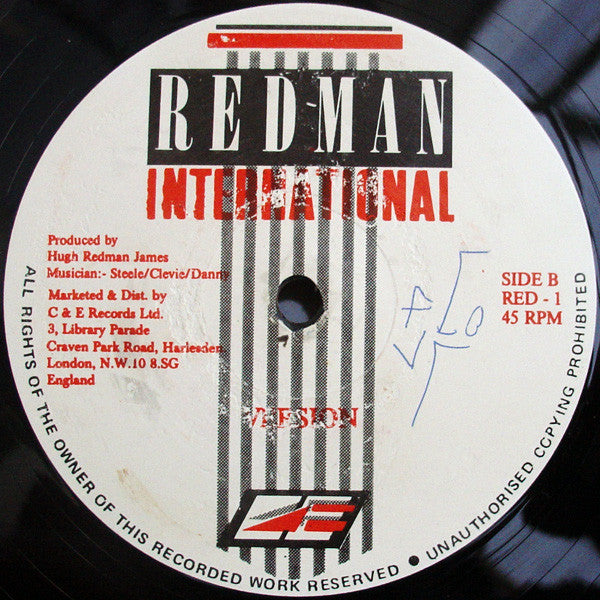 REDMAN
INTERNATIONAL
Produced by
Hugh Redman James
Musician:- Steele/Clevie/Danny
Marketed & Dist. by
C & E Records Ltd.
3, Library Parade
Craven Park Road, Harlesden,
London, N.W.10 8.SG
England
SIDE B
RED - 1
45 RPM
VERSION
CE
ALL RIGHTS OF THE OWNER OF THIS RECORDED WORK RESERVED ● UNAUTHORISED COPYING PROHIBITED